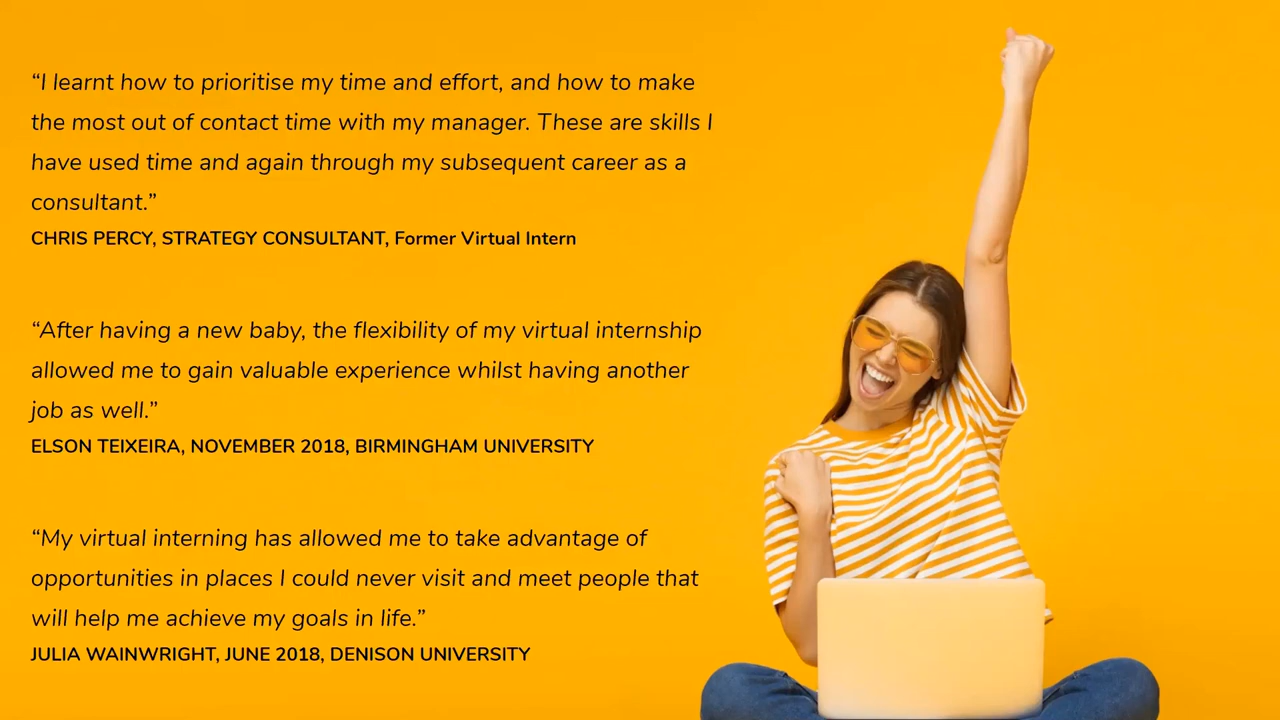 “I learnt how to prioritise my time and effort, and how to make
the most out of contact time with my manager. These are skills I
have used time and again through my subsequent career as a
consultant.”
CHRIS PERCY, STRATEGY CONSULTANT, Former Virtual Intern
“After having a new baby, the flexibility of my virtual internship
allowed me to gain valuable experience whilst having another
job as well.”
ELSON TEIXEIRA, NOVEMBER 2018, BIRMINGHAM UNIVERSITY
“My virtual interning has allowed me to take advantage of
opportunities in places I could never visit and meet people that
will help me achieve my goals in life.”
JULIA WAINWRIGHT, JUNE 2018, DENISON UNIVERSITY